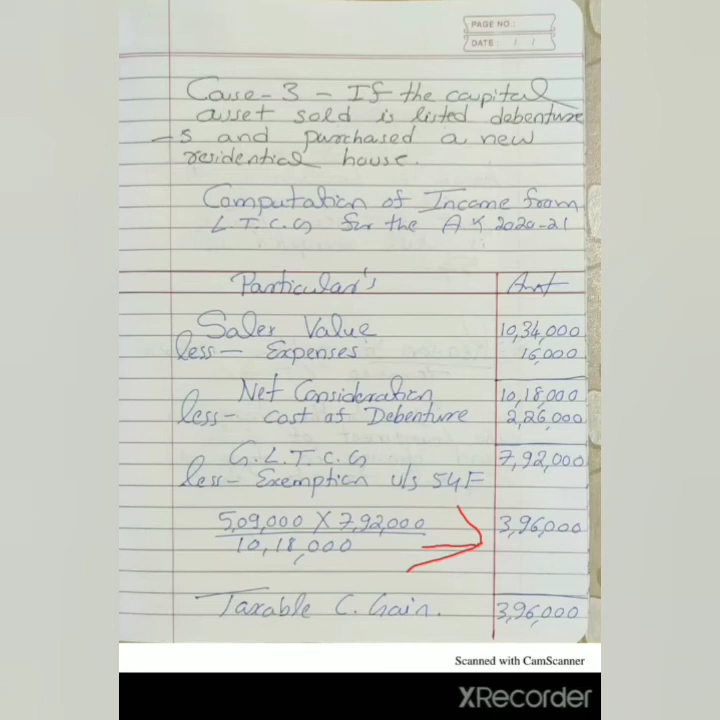 PAGE NO.:
DATE: / /
Case-3 - If the capital
asset sold is listed debenture
-s and purchased a new
residential house.
Computation of Income from
L.T.C.G for the A Y 2020-21
Particular's Amt
Sales Value 10,34,000
less- Expenses 16,000
Net Consideration 10,18,000
less- cost of Debenture 2,26,000
G.L.T.C.G 7,92,000
less- Exemption u/s 54F
5,09,000 X 7,92,000 3,96,000
10,18,000
Taxable C. Gain. 3,96,000
Scanned with CamScanner
XRecorder